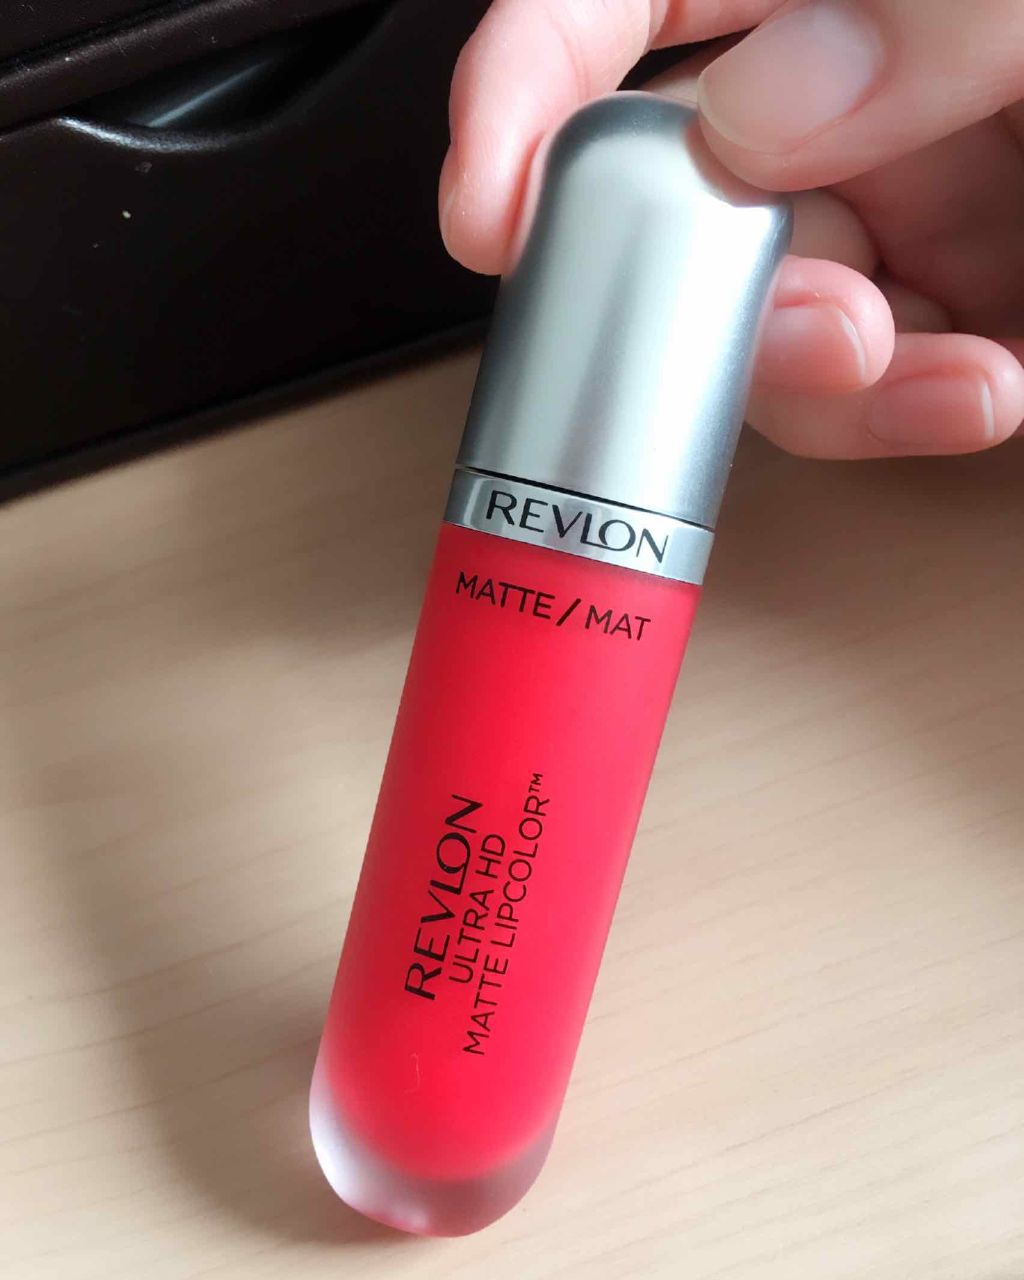 REVLON
MATTE / MAT
REVLON
ULTRA HD
MATTE LIPCOLOR™